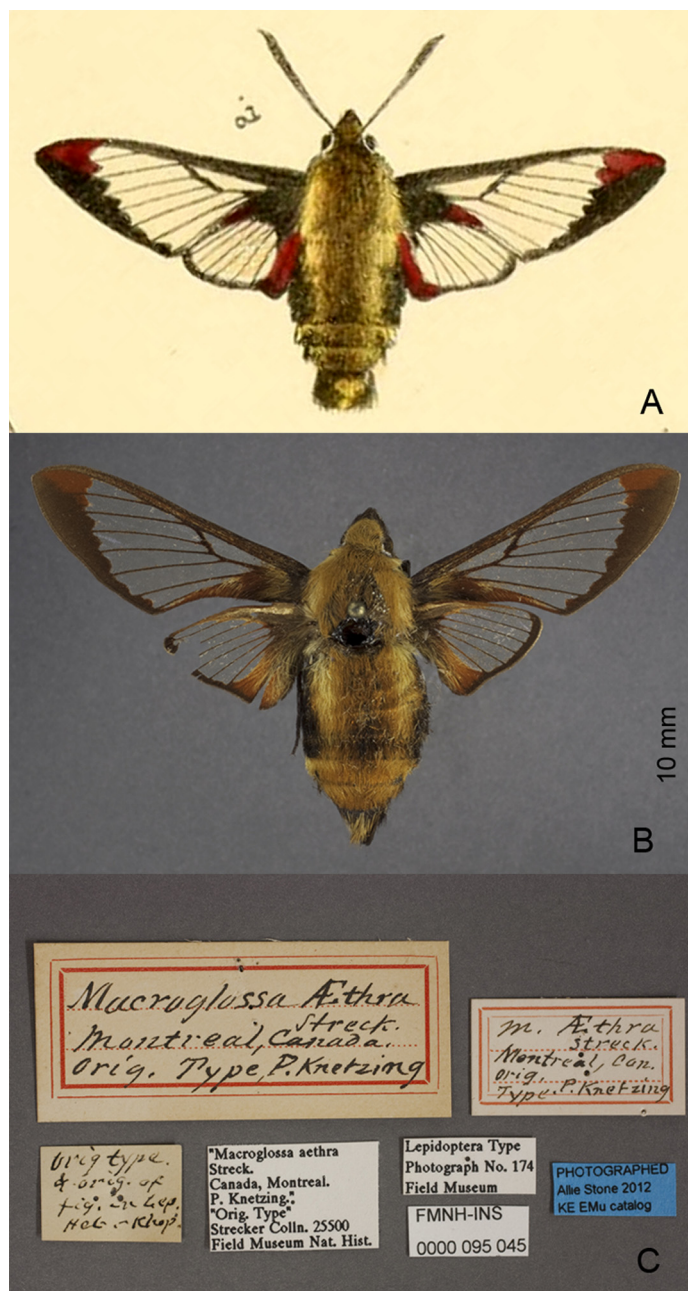 A
B
10 mm
Macroglossa Æthra
Streck.
Montreal, Canada.
Orig. Type, P. Knetzing
M. Æthra
Streck.
Montreal, Can.
Orig.
Type. P. Knetzing
Orig type.
& orig. of
fig. in Lep.
Het. - Rhop.
"Macroglossa aethra
Streck.
Canada, Montreal.
P. Knetzing."
"Orig. Type"
Strecker Colln. 25500
Field Museum Nat. Hist.
Lepidoptera Type
Photograph No. 174
Field Museum
FMNH-INS
0000 095 045
PHOTOGRAPHED
Allie Stone 2012
KE EMu catalog
C